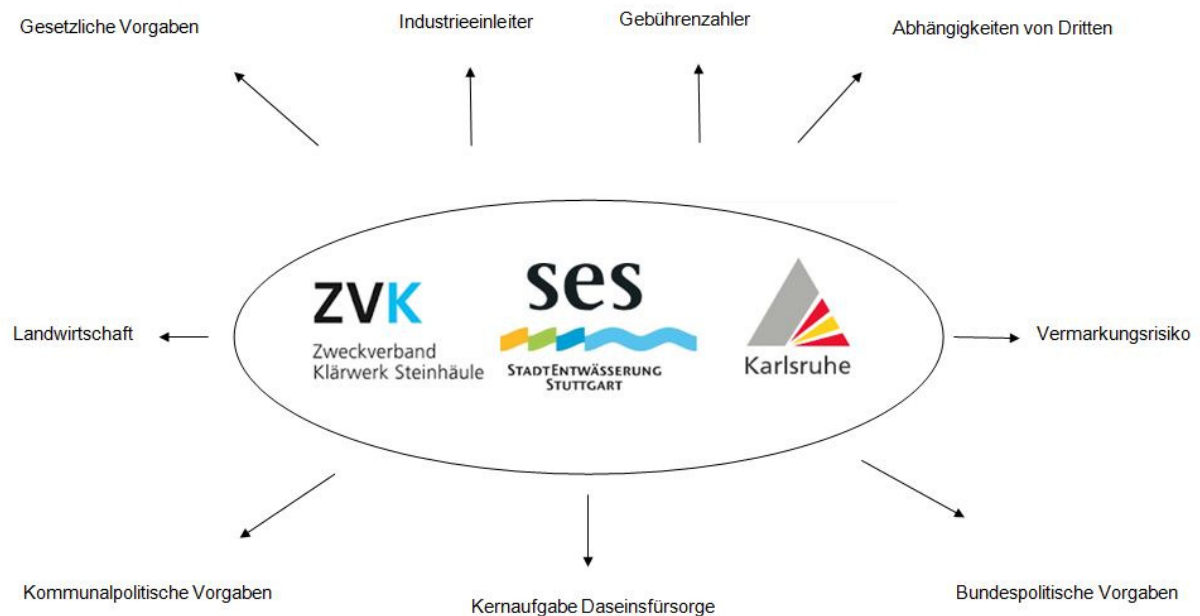 Gesetzliche Vorgaben
Industrieeinleiter
Gebührenzahler
Abhängigkeiten von Dritten
Landwirtschaft
ZVK
Zweckverband
Klärwerk Steinhäule
ses
STADTENTWÄSSERUNG
STUTTGART
Karlsruhe
Vermarkungsrisiko
Kommunalpolitische Vorgaben
Kernaufgabe Daseinsfürsorge
Bundespolitische Vorgaben